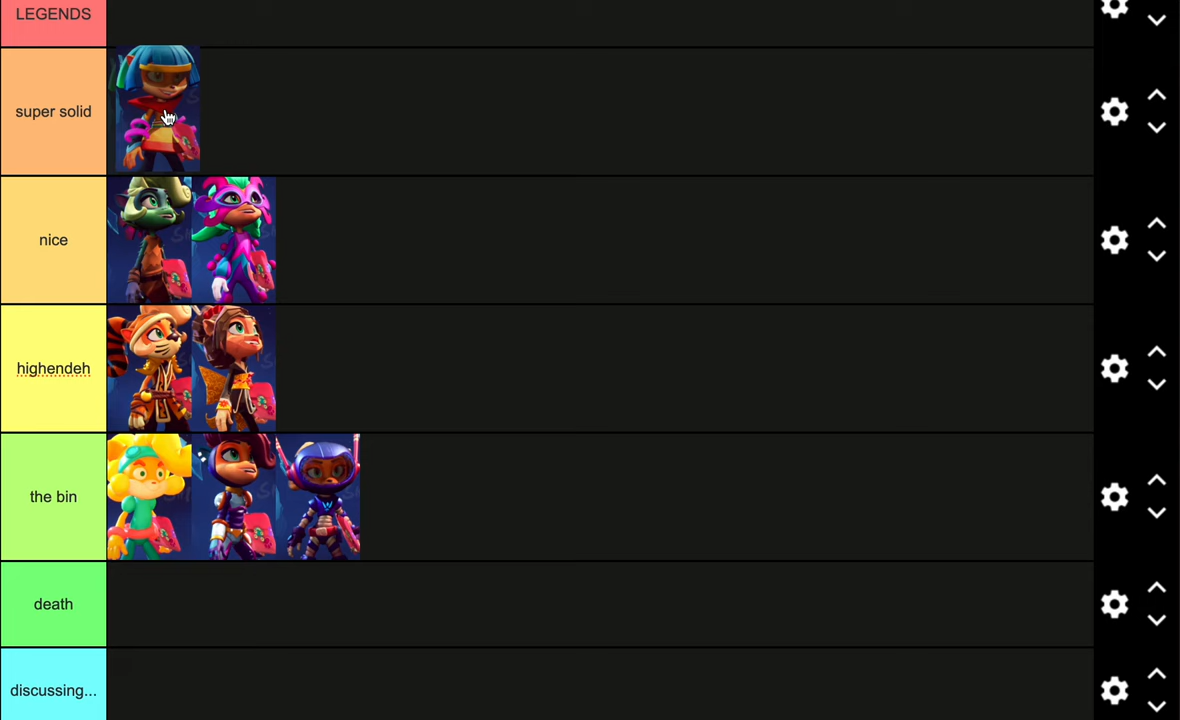 LEGENDS
super solid
nice
highendeh
the bin
death
discussing...